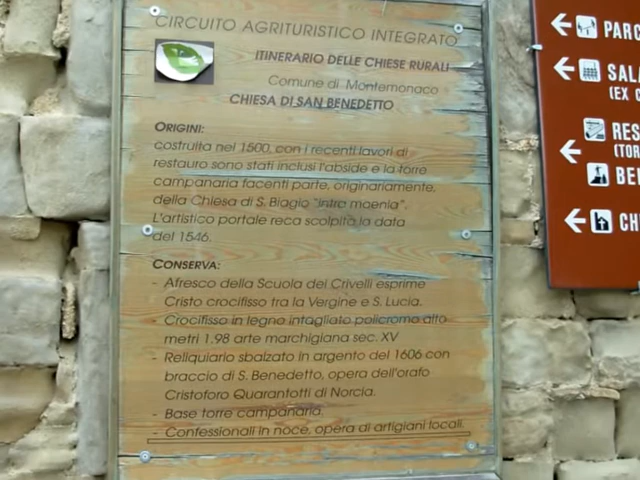 CIRCUITO AGRITURISTICO INTEGRATO
ITINERARIO DELLE CHIESE RURALI
Comune di Montemonaco
CHIESA DI SAN BENEDETTO
ORIGINI:
costruita nel 1500, con i recenti lavori di
restauro sono stati inclusi l'abside e la torre
campanaria facenti parte, originariamente,
della Chiesa di S. Biagio "intra moenia".
L'artistico portale reca scolpita la data
del 1546.
CONSERVA:
- Afresco della Scuola dei Crivelli esprime
Cristo crocifisso tra la Vergine e S. Lucia.
- Crocifisso in legno intagliato policromo alto
metri 1.98 arte marchigiana sec. XV
- Reliquiario sbalzato in argento del 1606 con
braccio di S. Benedetto, opera dell'orafo
Cristoforo Quarantotti di Norcia.
- Base torre campanaria.
- Confessionali in noce, opera di artigiani locali.
PARC
SALA
(EX C
RES
(TOR
BE
CH